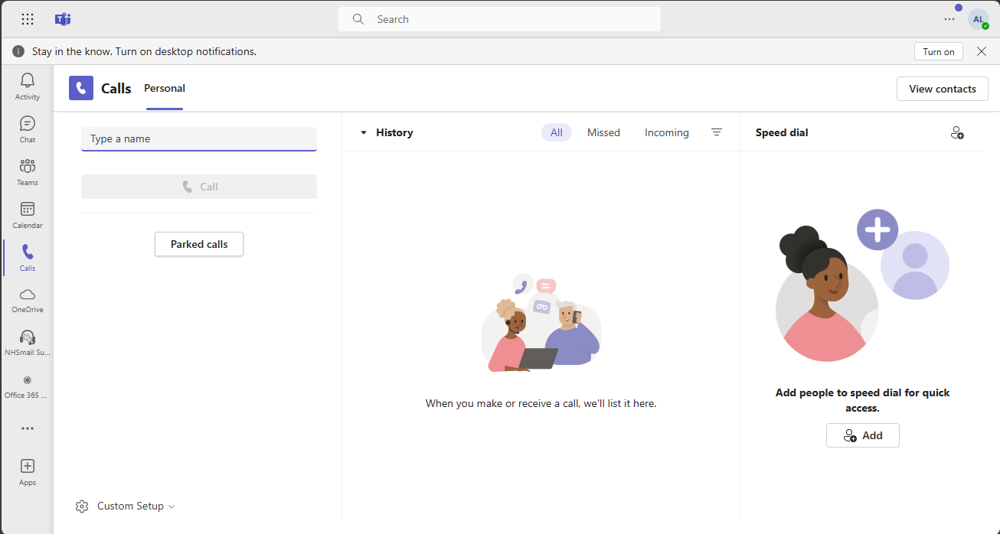 Search
AL
Stay in the know. Turn on desktop notifications.
Turn on
Activity
Chat
Teams
Calendar
Calls
OneDrive
NHSmail Su...
Office 365 ...
Apps
Calls
Personal
View contacts
Type a name
Call
Parked calls
Custom Setup
History
All
Missed
Incoming
When you make or receive a call, we'll list it here.
Speed dial
Add people to speed dial for quick
access.
Add